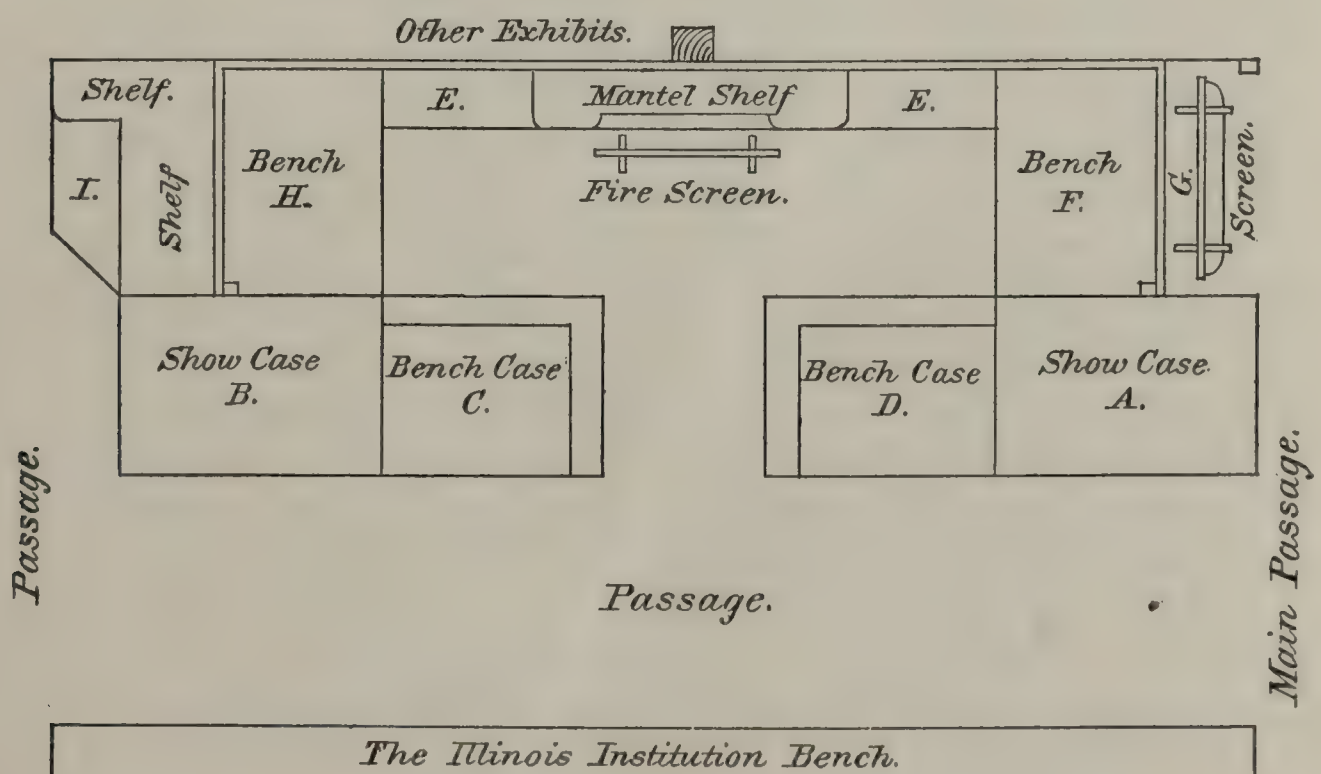 Other Exhibits.
Shelf.
E.
Mantel Shelf
E.
I.
Shelf
Bench
H.
Fire Screen.
Bench
F.
G.
Screen.
Show Case
B.
Bench Case
C.
Bench Case
D.
Show Case
A.
Passage.
Passage.
Main Passage.
The Illinois Institution Bench.